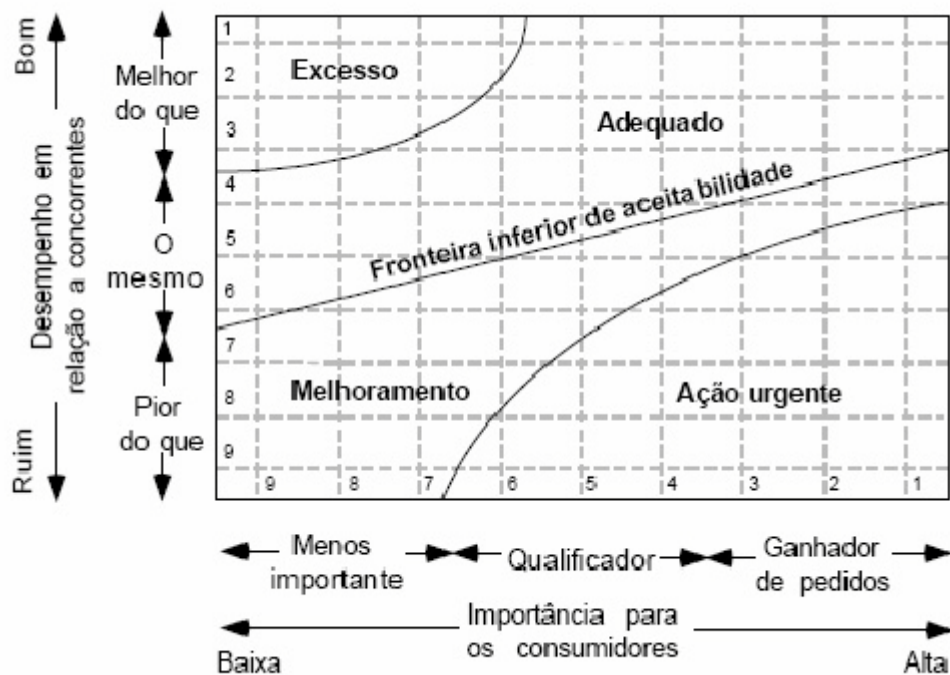 Bom
Desempenho em
relação a concorrentes
Ruim
Melhor
do que
O
mesmo
Pior
do que
1
2
3
4
5
6
7
8
9
Excesso
Adequado
Fronteira inferior de aceita bilidade
Melhoramento
Ação urgente
9 8 7 6 5 4 3 2 1
Menos
importante
Qualificador
Ganhador
de pedidos
Importância para
os consumidores
Baixa
Alta